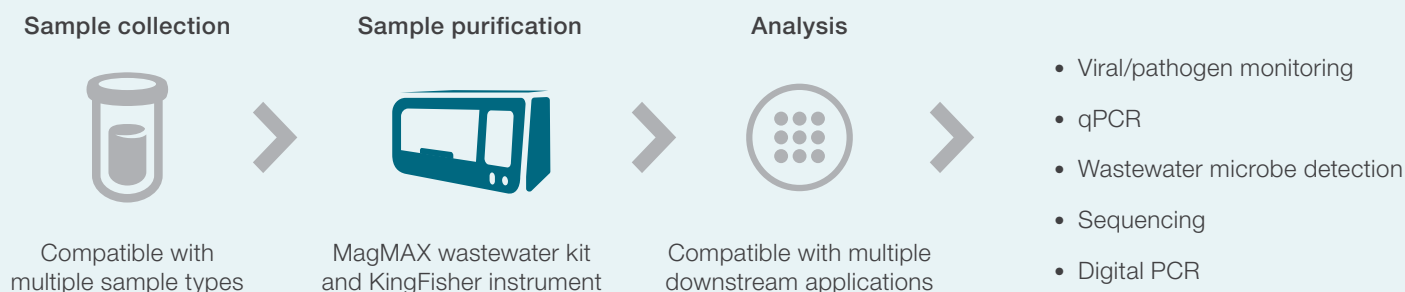 Sample collection
Compatible with
multiple sample types
Sample purification
MagMAX wastewater kit
and KingFisher instrument
Analysis
Compatible with multiple
downstream applications
• Viral/pathogen monitoring
• qPCR
• Wastewater microbe detection
• Sequencing
• Digital PCR